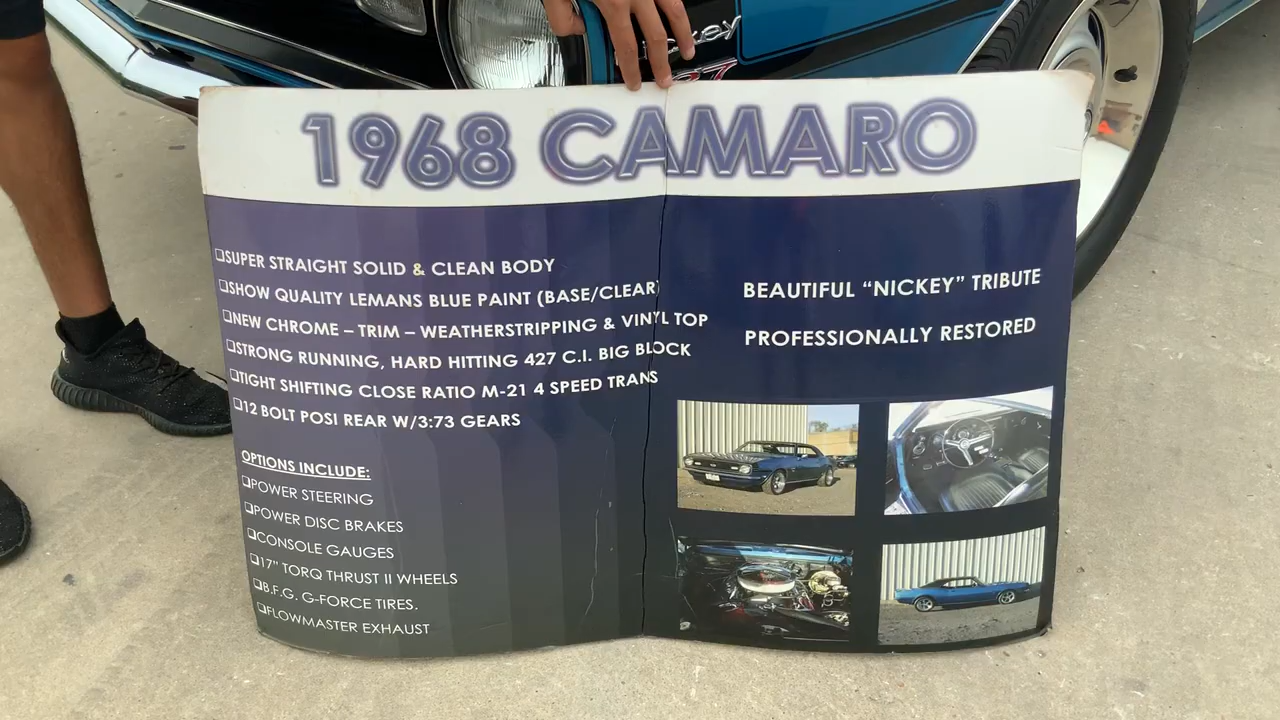 Nickey
427
1968 CAMARO
❑SUPER STRAIGHT SOLID & CLEAN BODY
❑SHOW QUALITY LEMANS BLUE PAINT (BASE/CLEAR)
❑NEW CHROME – TRIM – WEATHERSTRIPPING & VINYL TOP
❑STRONG RUNNING, HARD HITTING 427 C.I. BIG BLOCK
❑TIGHT SHIFTING CLOSE RATIO M-21 4 SPEED TRANS
❑12 BOLT POSI REAR W/3:73 GEARS
OPTIONS INCLUDE:
❑POWER STEERING
❑POWER DISC BRAKES
❑CONSOLE GAUGES
❑17" TORQ THRUST II WHEELS
❑B.F.G. G-FORCE TIRES.
❑FLOWMASTER EXHAUST
BEAUTIFUL “NICKEY” TRIBUTE
PROFESSIONALLY RESTORED